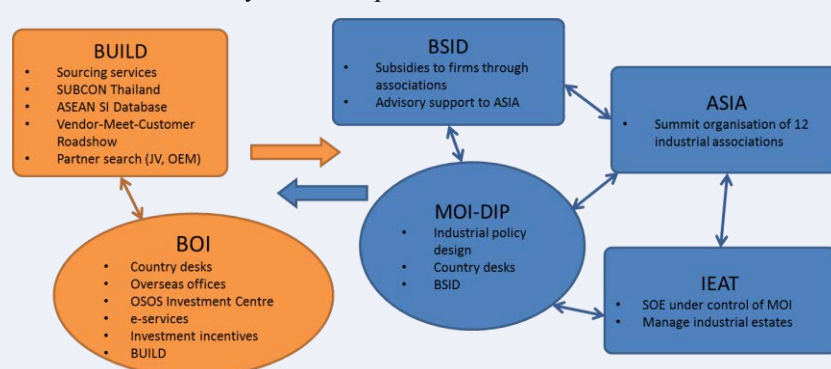 BUILD
• Sourcing services
• SUBCON Thailand
• ASEAN SI Database
• Vendor-Meet-Customer
Roadshow
• Partner search (JV, OEM)
BOI
• Country desks
• Overseas offices
• OSOS Investment Centre
• e-services
• Investment incentives
• BUILD
BSID
• Subsidies to firms through
associations
• Advisory support to ASIA
MOI-DIP
• Industrial policy
design
• Country desks
• BSID
ASIA
• Summit organisation of 12
industrial associations
IEAT
• SOE under control of MOI
• Manage industrial estates